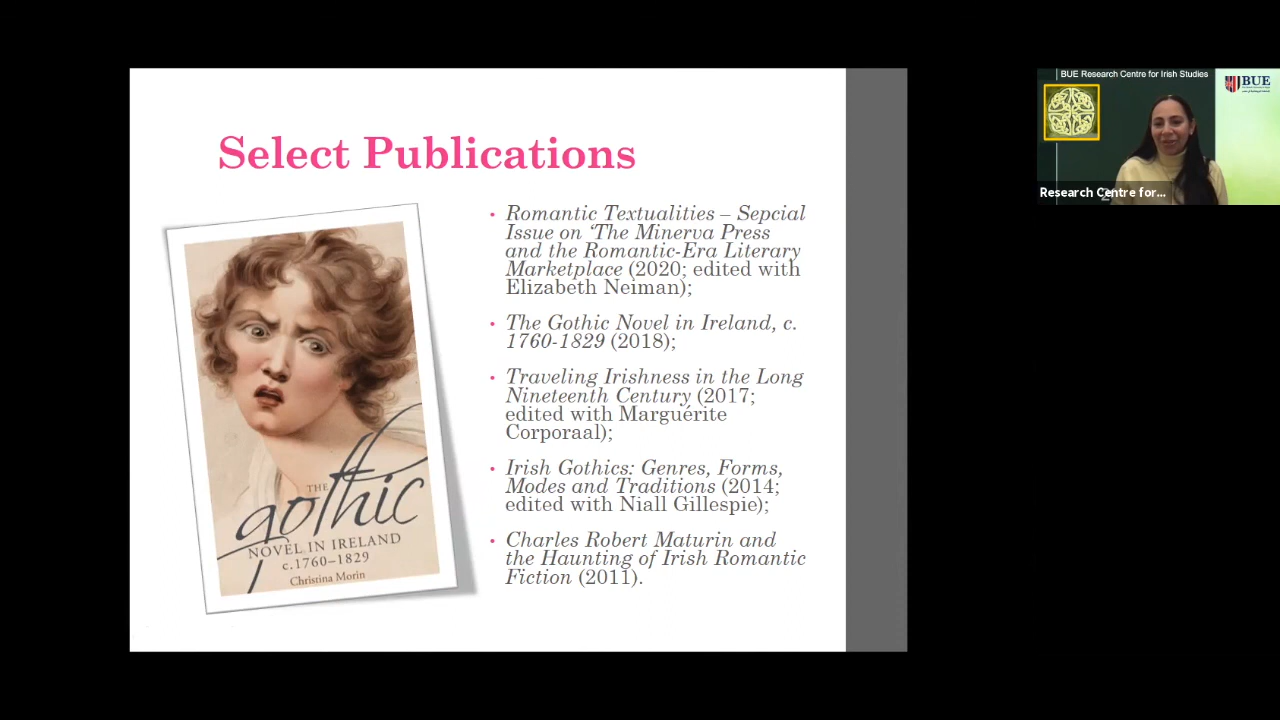 Select Publications
• Romantic Textualities – Sepcial
Issue on ‘The Minerva Press
and the Romantic-Era Literary
Marketplace (2020; edited with
Elizabeth Neiman);
• The Gothic Novel in Ireland, c.
1760-1829 (2018);
• Traveling Irishness in the Long
Nineteenth Century (2017;
edited with Marguérite
Corporaal);
• Irish Gothics: Genres, Forms,
Modes and Traditions (2014;
edited with Niall Gillespie);
• Charles Robert Maturin and
the Haunting of Irish Romantic
Fiction (2011).
THE
gothic
NOVEL IN IRELAND
c.1760–1829
Christina Morin
BUE Research Centre for Irish Studies
BUE
Research Centre for...